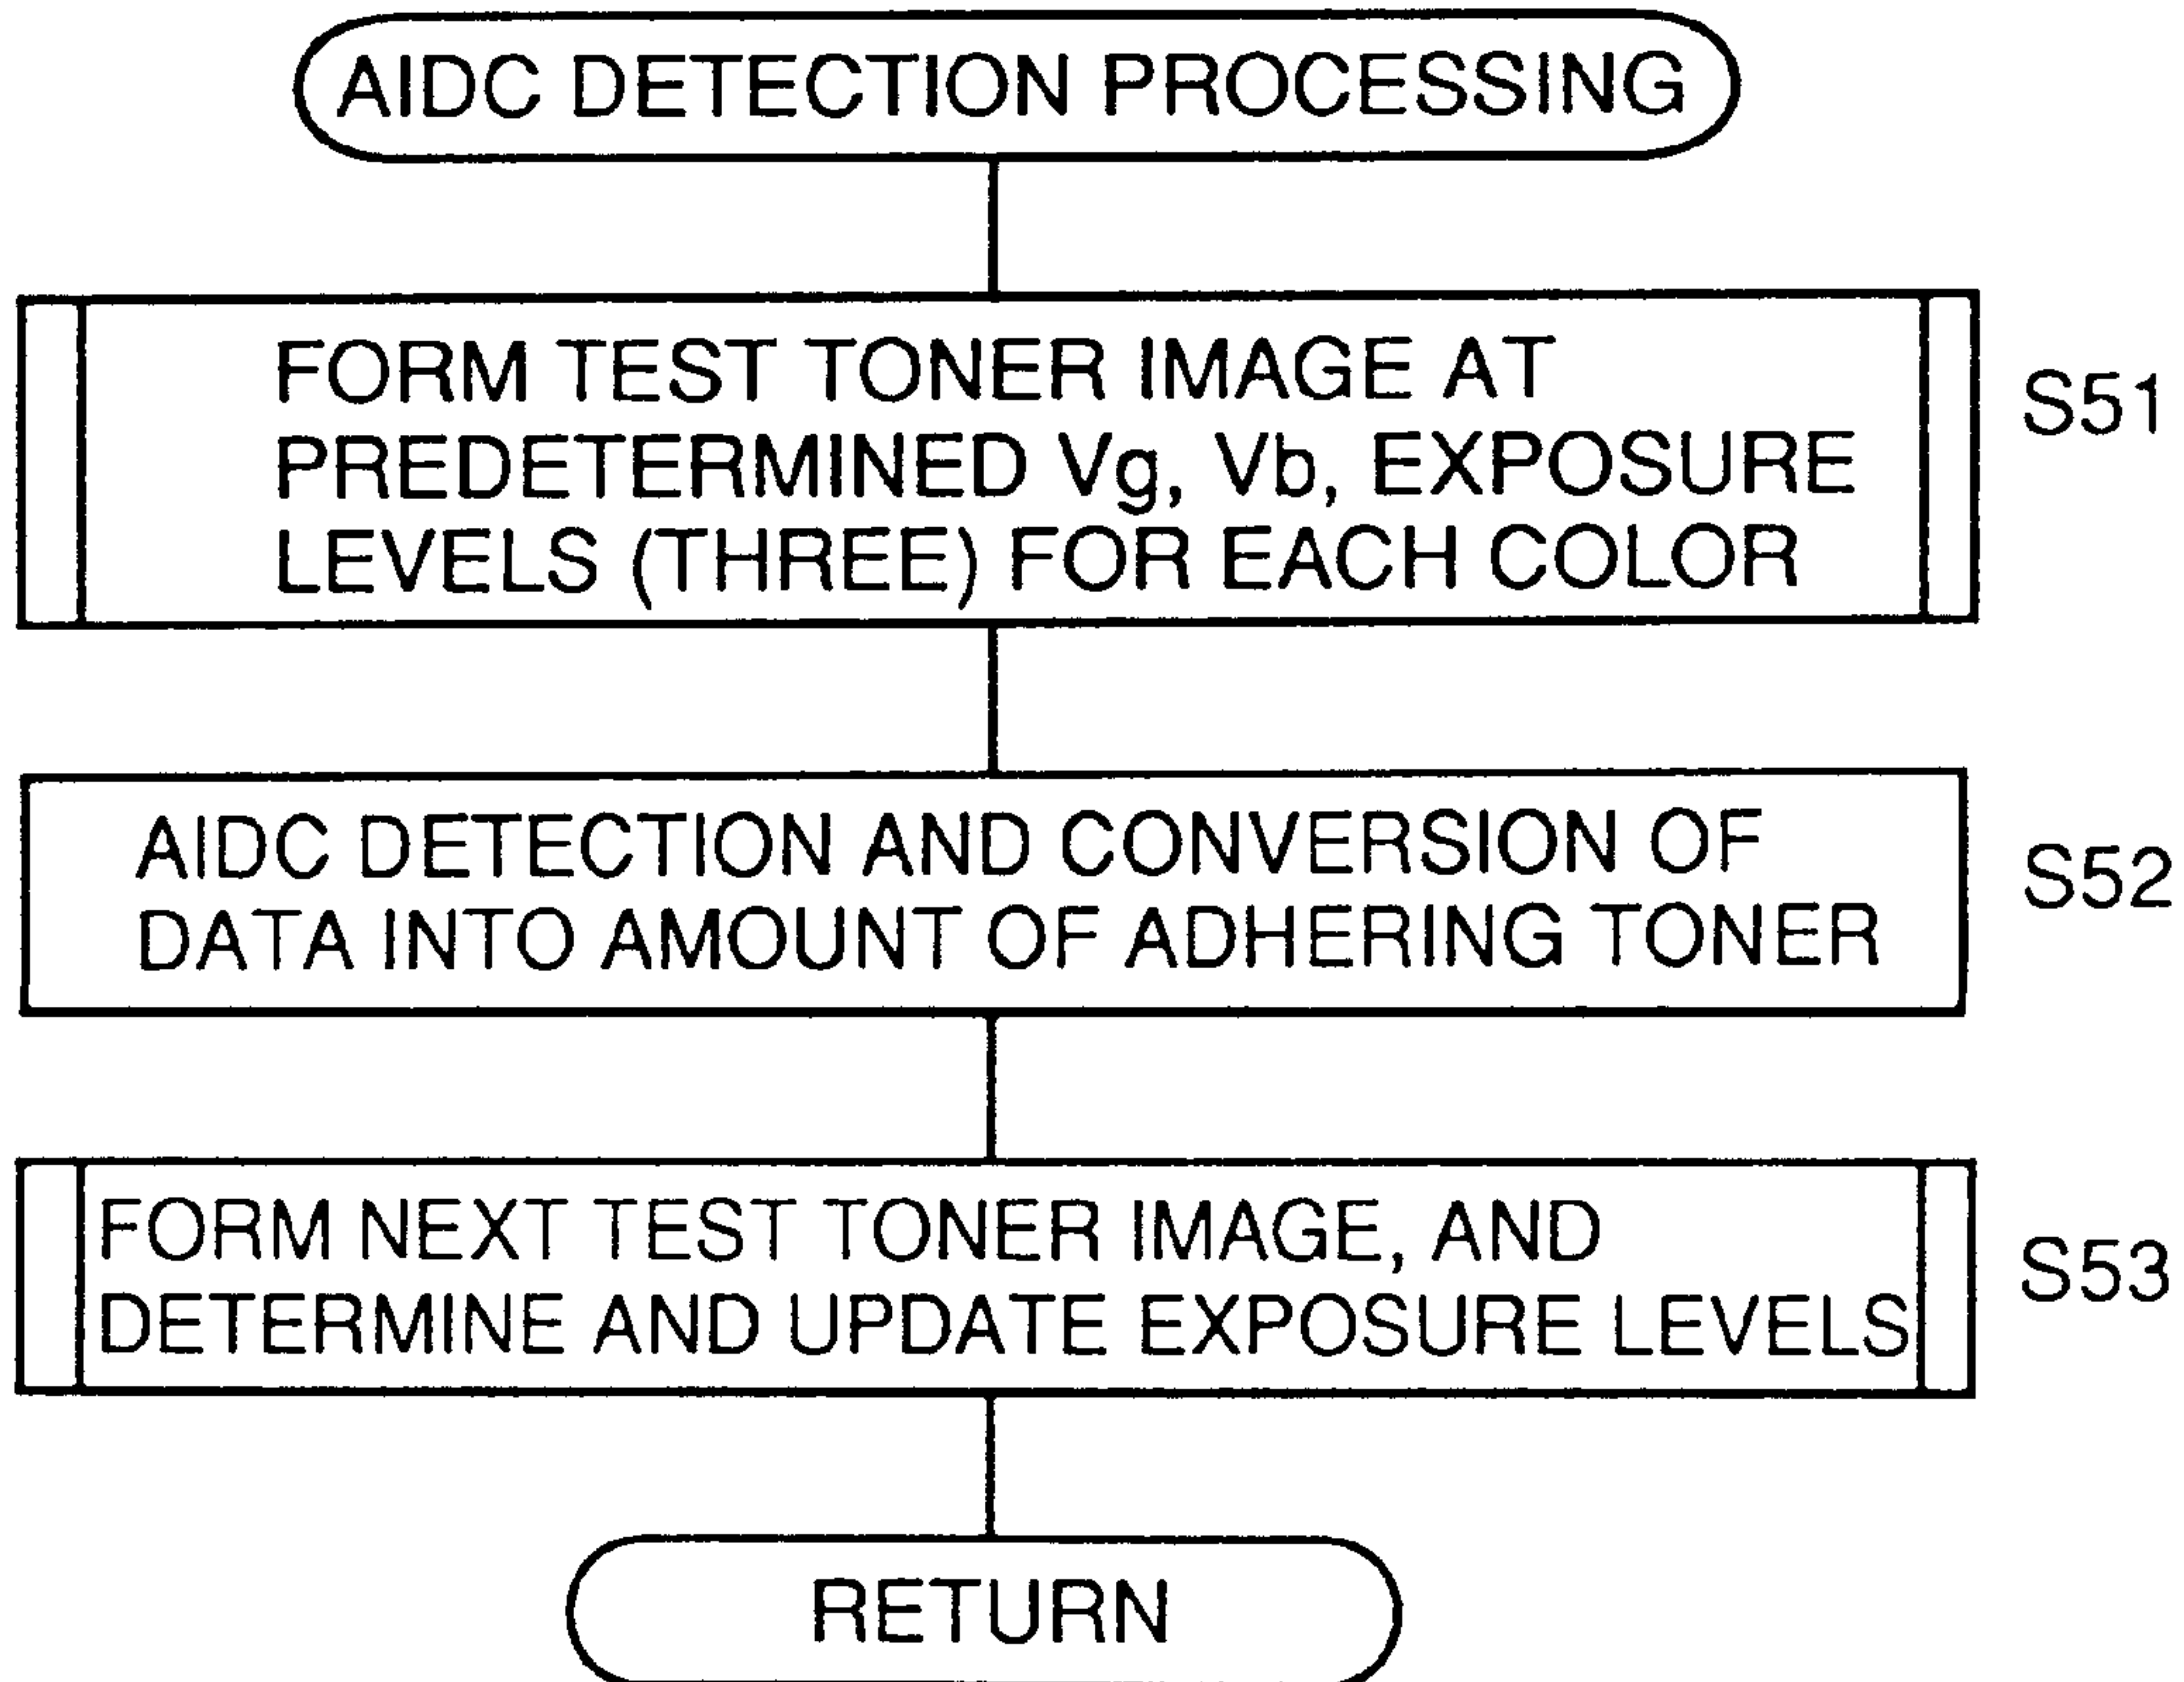 AIDC DETECTION PROCESSING
FORM TEST TONER IMAGE AT
PREDETERMINED Vg, Vb, EXPOSURE
LEVELS (THREE) FOR EACH COLOR
S51
AIDC DETECTION AND CONVERSION OF
DATA INTO AMOUNT OF ADHERING TONER
S52
FORM NEXT TEST TONER IMAGE, AND
DETERMINE AND UPDATE EXPOSURE LEVELS
S53
RETURN